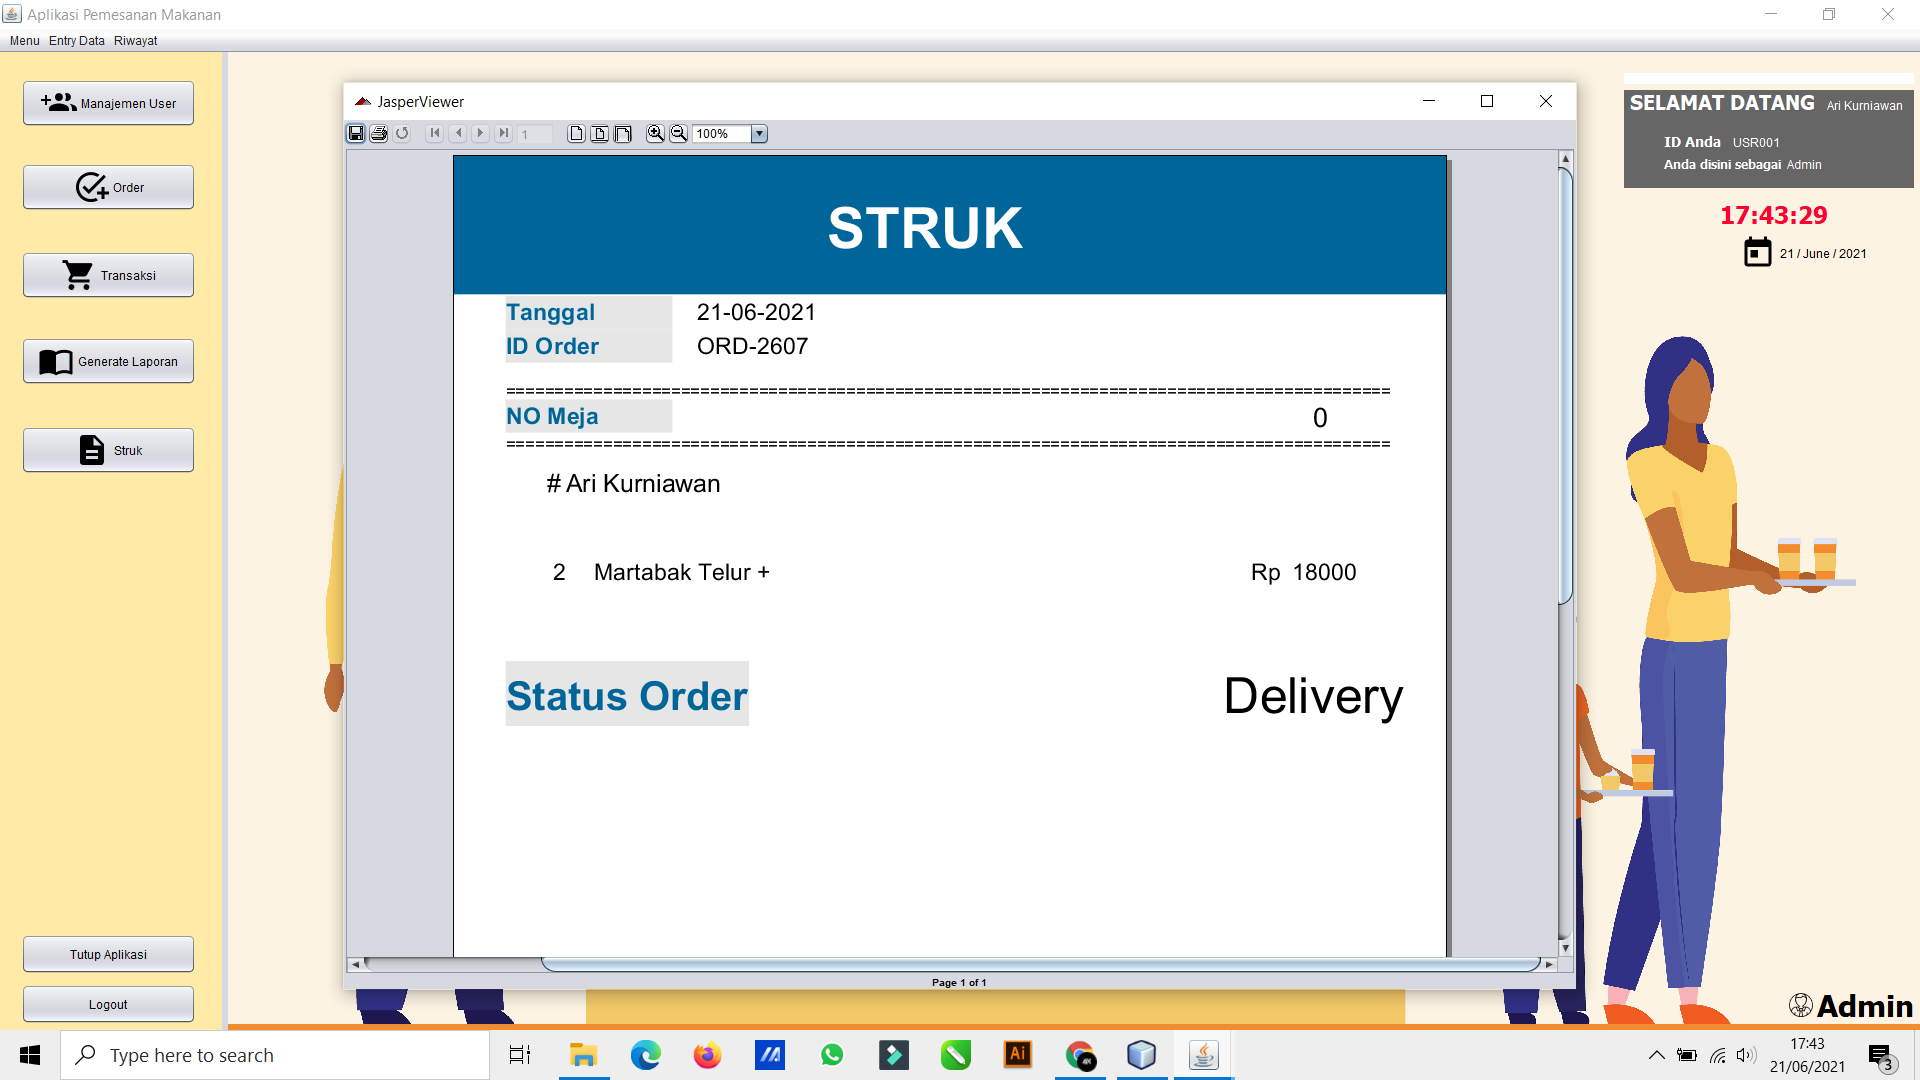 Aplikasi Pemesanan Makanan
Menu Entry Data Riwayat
Manajemen User
Order
Transaksi
Generate Laporan
Struk
Tutup Aplikasi
Logout
JasperViewer
1
100%
STRUK
Tanggal 21-06-2021
ID Order ORD-2607
NO Meja 0
# Ari Kurniawan
2 Martabak Telur + Rp 18000
Status Order Delivery
Page 1 of 1
SELAMAT DATANG Ari Kurniawan
ID Anda USR001
Anda disini sebagai Admin
17:43:29
21 / June / 2021
Admin
Type here to search
Ai
17:43
21/06/2021
3